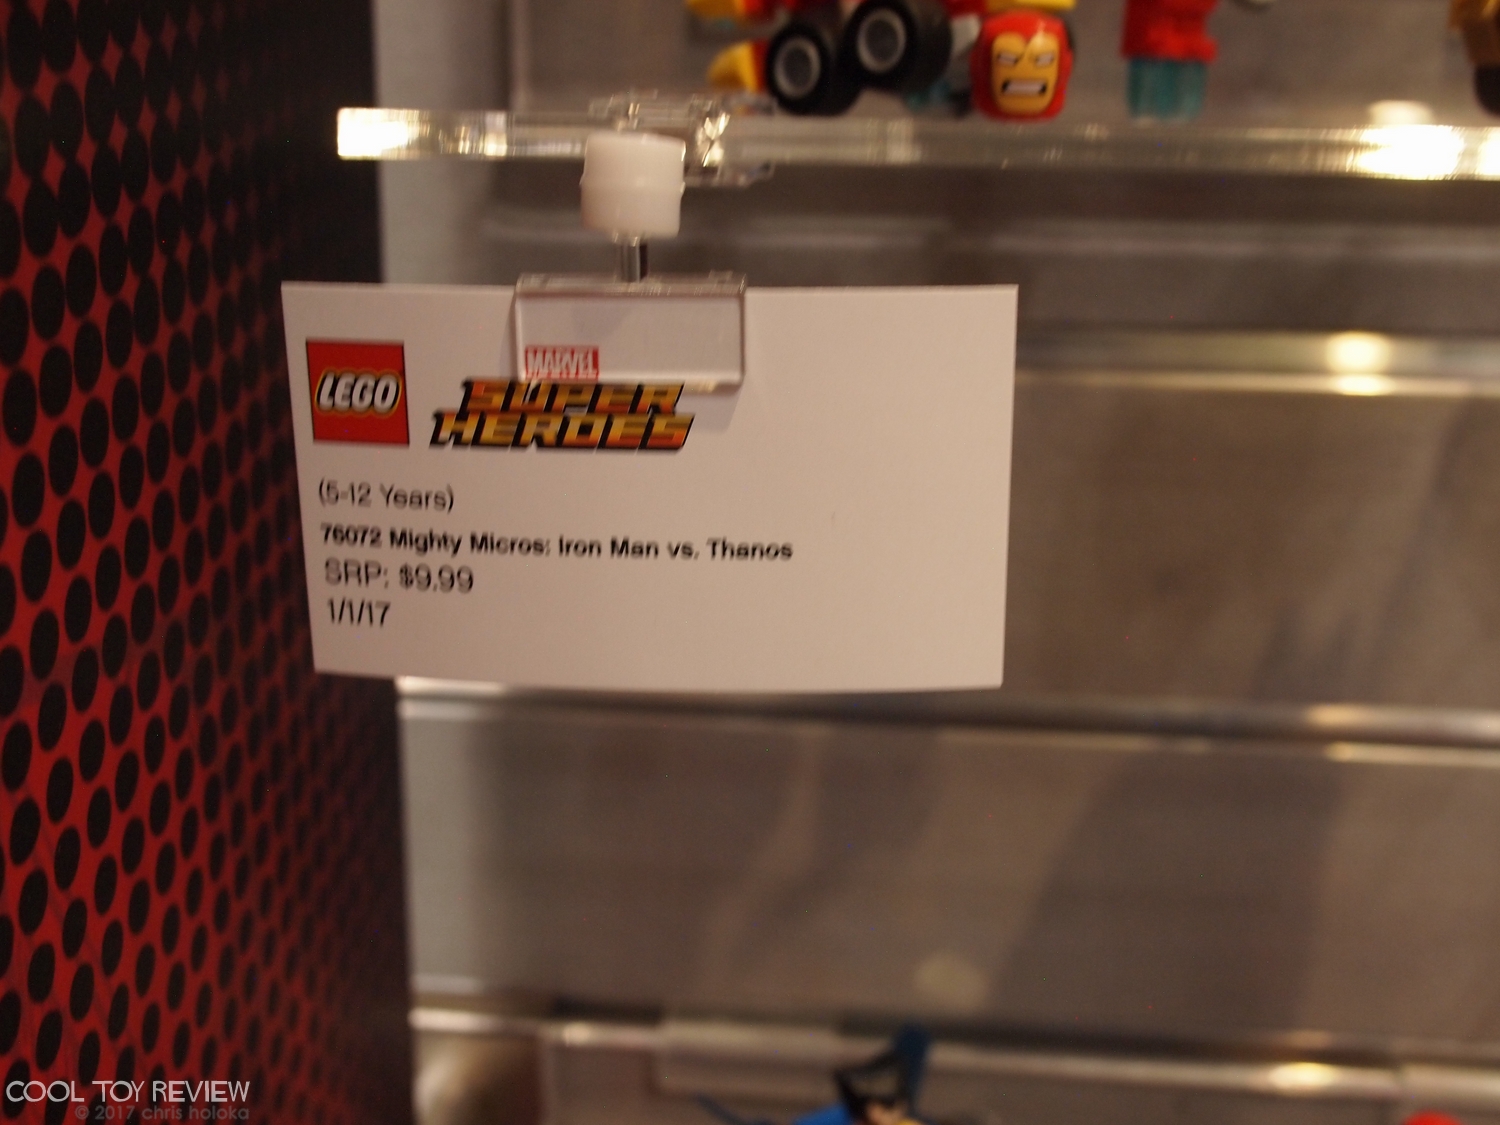 LEGO
MARVEL
SUPER
HEROES
(5-12 Years)
76072 Mighty Micros: Iron Man vs. Thanos
SRP: $9.99
1/1/17
COOL TOY REVIEW
© 2017 chris holoka